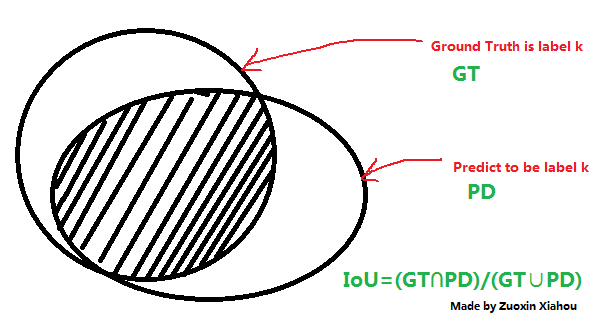 Ground Truth is label k
GT
Predict to be label k
PD
IoU=(GT∩PD)/(GT∪PD)
Made by Zuoxin Xiahou